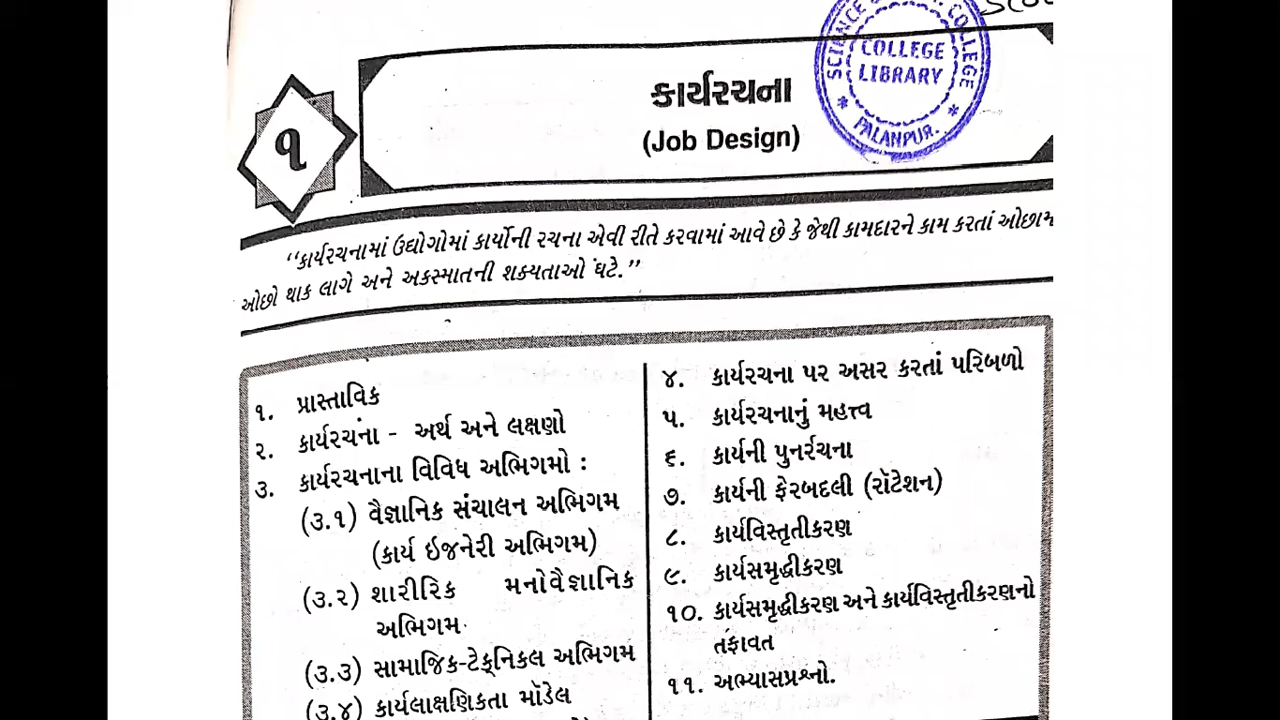 SCIENCE COLLEGE
COLLEGE
LIBRARY
* PALANPUR. *
૧
કાર્યરચના
(Job Design)
“કાર્યરચનામાં ઉદ્યોગોમાં કાર્યોની રચના એવી રીતે કરવામાં આવે છે કે જેથી કામદારને કામ કરતાં
ઓછો થાક લાગે અને અકસ્માતની શક્યતાઓ ઘટે.”
૧. પ્રાસ્તાવિક
૨. કાર્યરચના - અર્થ અને લક્ષણો
૩. કાર્યરચનાના વિવિધ અભિગમો :
(૩.૧) વૈજ્ઞાનિક સંચાલન અભિગમ
(કાર્ય ઇજનેરી અભિગમ)
(૩.૨) શારીરિક મનોવૈજ્ઞાનિક
અભિગમ
(૩.૩) સામાજિક-ટેક્નિકલ અભિગમ
(૩.૪) કાર્યલાક્ષણિકતા મૉડેલ
૪. કાર્યરચના પર અસર કરતાં પરિબળો
૫. કાર્યરચનાનું મહત્ત્વ
૬. કાર્યની પુનર્રચના
૭. કાર્યની ફેરબદલી (રૉટેશન)
૮. કાર્યવિસ્તૃતીકરણ
૯. કાર્યસમૃદ્ધીકરણ
૧૦. કાર્યસમૃદ્ધીકરણ અને કાર્યવિસ્તૃતીકરણનો
તફાવત
૧૧. અભ્યાસપ્રશ્નો.